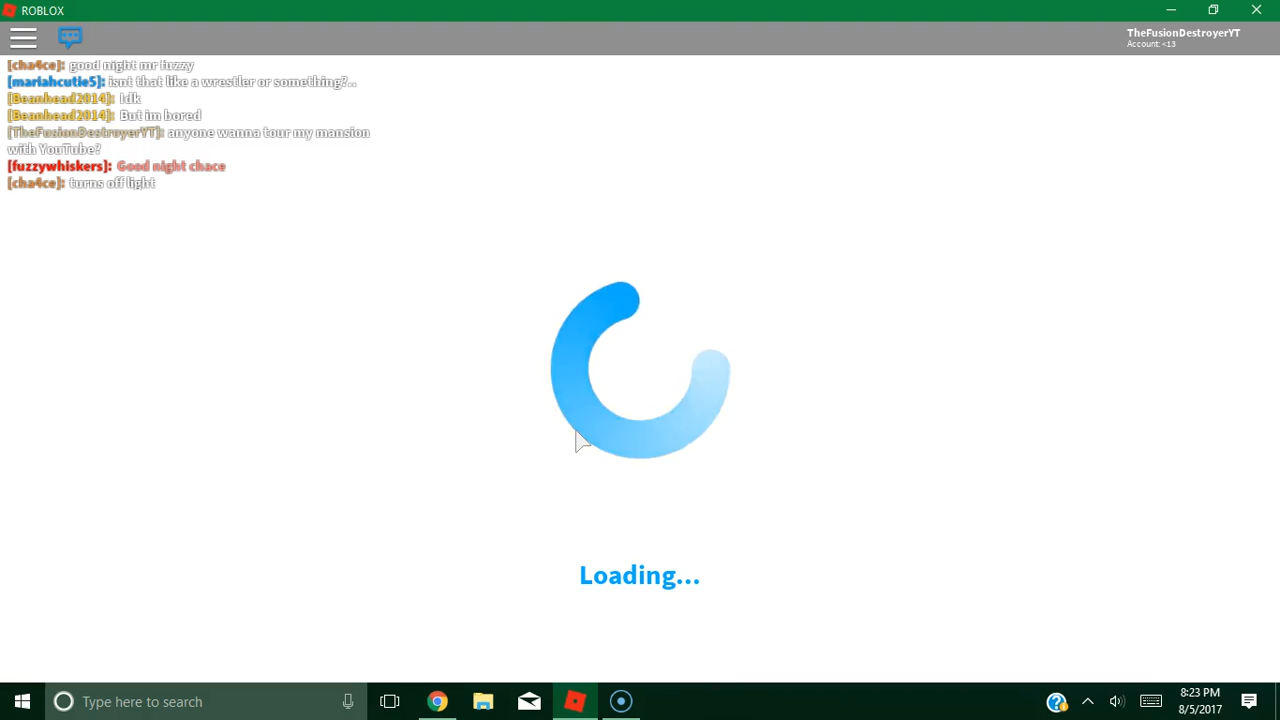 ROBLOX
TheFusionDestroyerYT
Account: <13
[cha4ce]: good night mr fuzzy
[mariahcutie5]: isnt that like a wrestler or something?..
[Beanhead2014]: Idk
[Beanhead2014]: But im bored
[TheFusionDestroyerYT]: anyone wanna tour my mansion
with YouTube?
[fuzzywhiskers]: Good night chace
[cha4ce]: turns off light
Loading...
Type here to search
8:23 PM
8/5/2017